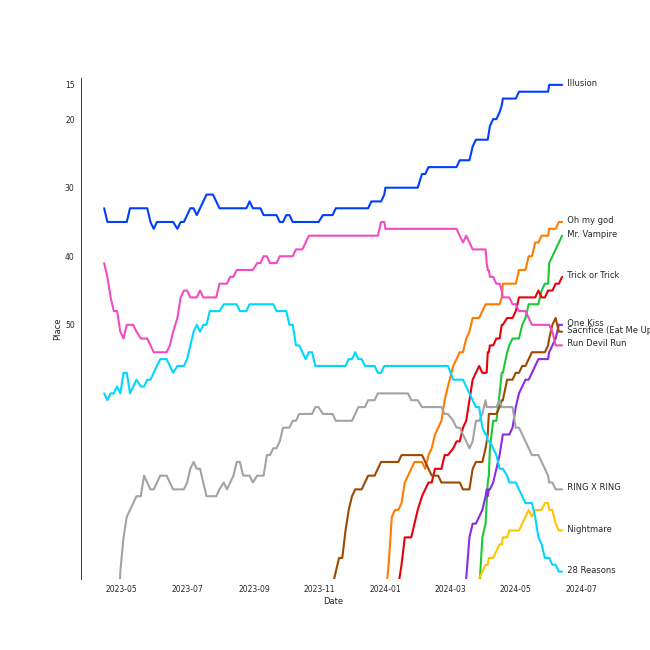 15
20
30
40
50
Place
Illusion
Oh my god
Mr. Vampire
Trick or Trick
One Kiss
Sacrifice (Eat Me Up
Run Devil Run
RING X RING
Nightmare
28 Reasons
2023-05 2023-07 2023-09 2023-11 2024-01 2024-03 2024-05 2024-07
Date